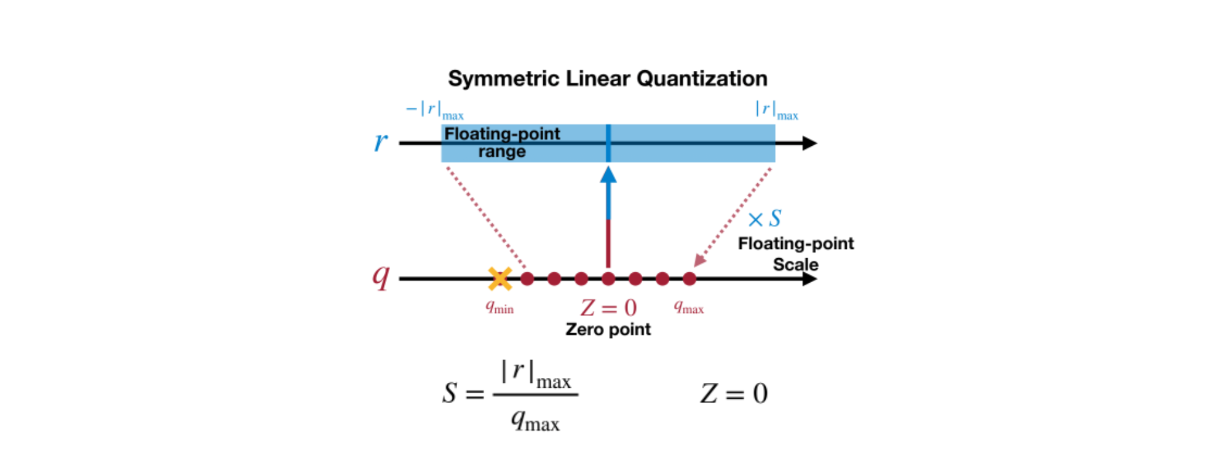 Symmetric Linear Quantization
−|r|max
|r|max
r
Floating-point
range
× S
Floating-point
Scale
q
qmin
Z = 0
qmax
Zero point
S = |r|max / qmax
Z = 0